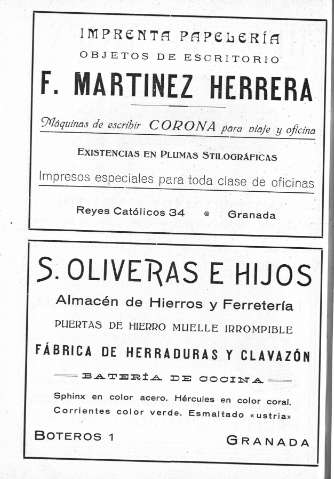 IMPRENTA PAPELERÍA
OBJETOS DE ESCRITORIO
F. MARTINEZ HERRERA
Máquinas de escribir CORONA para viaje y oficina
EXISTENCIAS EN PLUMAS STILOGRÁFICAS
Impresos especiales para toda clase de oficinas
Reyes Católicos 34 • Granada
S. OLIVERAS E HIJOS
Almacén de Hierros y Ferretería
PUERTAS DE HIERRO MUELLE IRROMPIBLE
FÁBRICA DE HERRADURAS Y CLAVAZÓN
BATERÍA DE COCINA
Sphinx en color acero. Hércules en color coral.
Corrientes color verde. Esmaltado «ustria»
BOTEROS 1 GRANADA